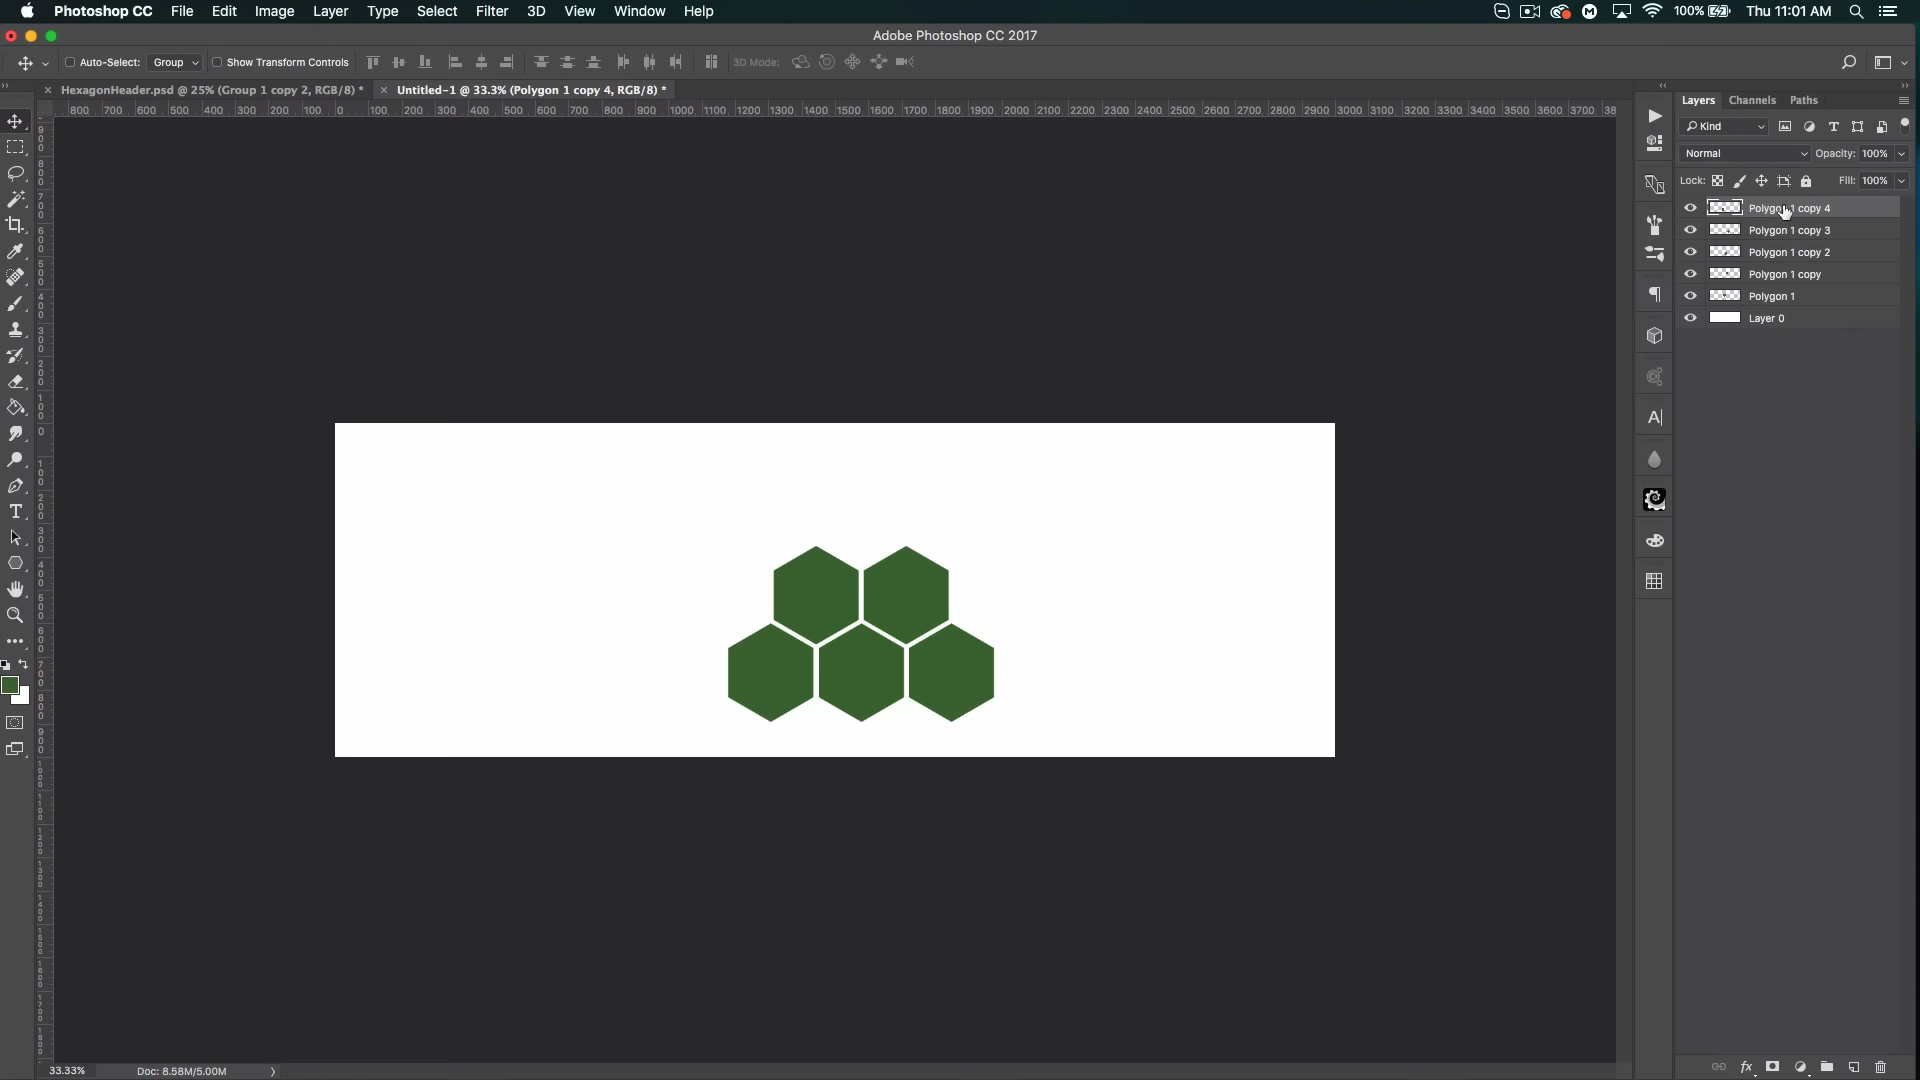 Photoshop CC File Edit Image Layer Type Select Filter 3D View Window Help 100% Thu 11:01 AM
Adobe Photoshop CC 2017
Auto-Select: Group Show Transform Controls 3D Mode:
HexagonHeader.psd @ 25% (Group 1 copy 2, RGB/8) * Untitled-1 @ 33.3% (Polygon 1 copy 4, RGB/8) *
800 700 600 500 400 300 200 100 0 100 200 300 400 500 600 700 800 900 1000 1100 1200 1300 1400 1500 1600 1700 1800 1900 2000 2100 2200 2300 2400 2500 2600 2700 2800 2900 3000 3100 3200 3300 3400 3500 3600 3700 38
Layers Channels Paths
Kind
Normal Opacity: 100%
Lock: Fill: 100%
Polygon 1 copy 4
Polygon 1 copy 3
Polygon 1 copy 2
Polygon 1 copy
Polygon 1
Layer 0
33.33% Doc: 8.58M/5.00M